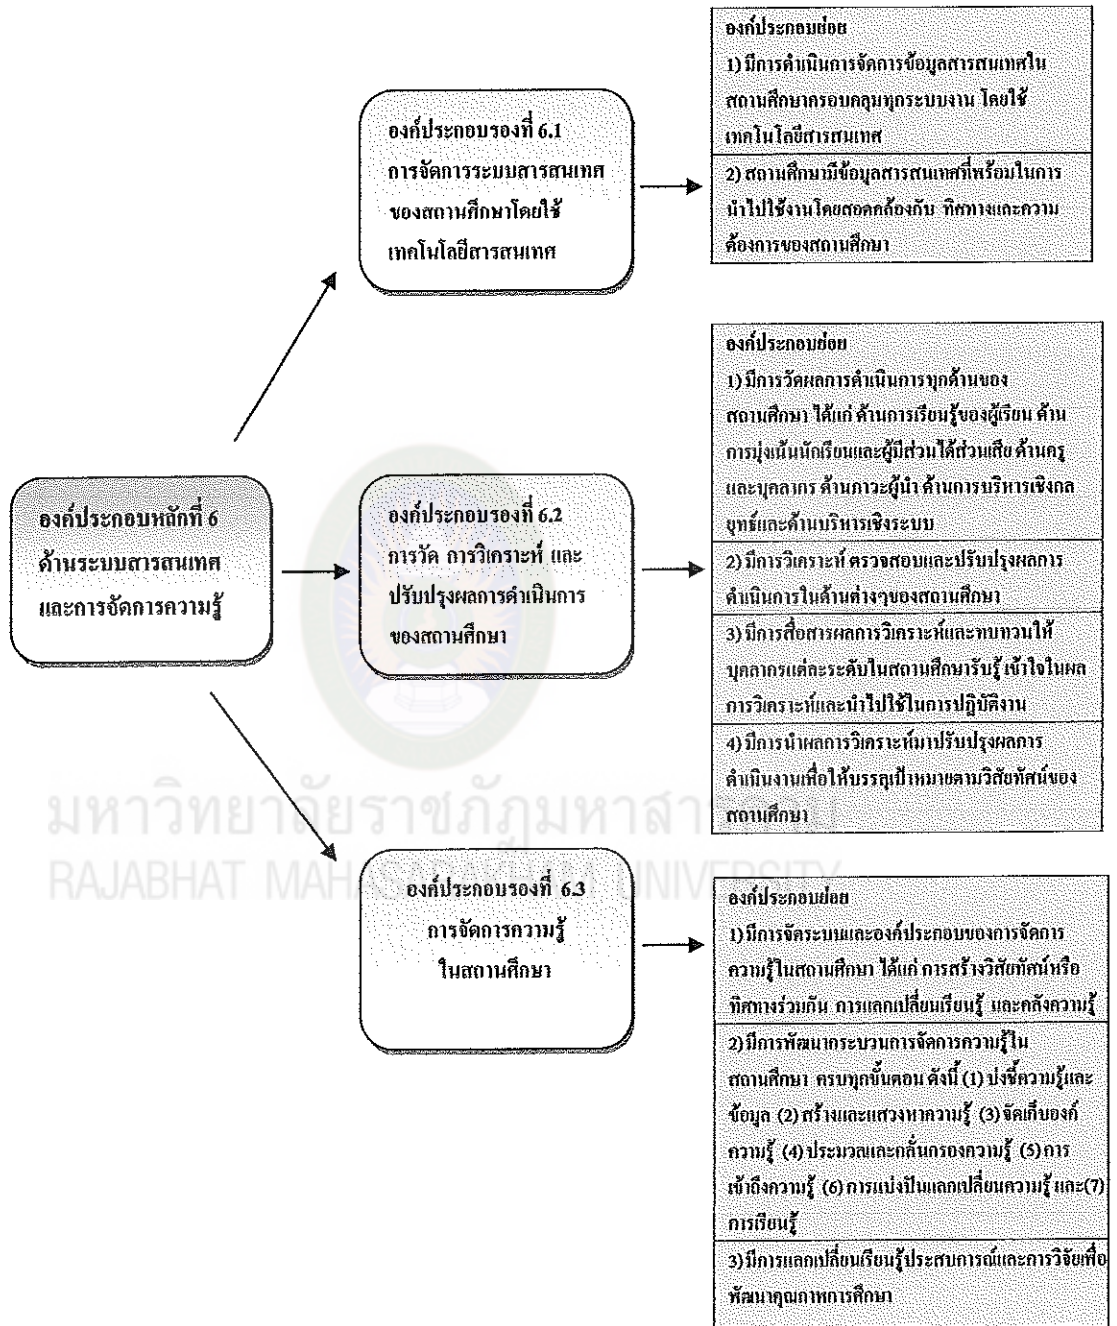 องค์ประกอบหลักที่ 6
ด้านระบบสารสนเทศ
และการจัดการความรู้
องค์ประกอบรองที่ 6.1
การจัดการระบบสารสนเทศ
ของสถานศึกษาโดยใช้
เทคโนโลยีสารสนเทศ
องค์ประกอบย่อย
1) มีการดำเนินการจัดการข้อมูลสารสนเทศใน
สถานศึกษาครอบคลุมทุกระบบงาน โดยใช้
เทคโนโลยีสารสนเทศ
2) สถานศึกษามีข้อมูลสารสนเทศที่พร้อมในการ
นำไปใช้งานโดยสอดคล้องกับ ทิศทางและความ
ต้องการของสถานศึกษา
องค์ประกอบรองที่ 6.2
การวัด การวิเคราะห์ และ
ปรับปรุงผลการดำเนินการ
ของสถานศึกษา
องค์ประกอบย่อย
1) มีการวัดผลการดำเนินการทุกด้านของ
สถานศึกษา ได้แก่ ด้านการเรียนรู้ของผู้เรียน ด้าน
การมุ่งเน้นนักเรียนและผู้มีส่วนได้ส่วนเสีย ด้านครู
และบุคลากร ด้านภาวะผู้นำ ด้านการบริหารเชิงกล
ยุทธ์และด้านบริหารเชิงระบบ
2) มีการวิเคราะห์ ตรวจสอบและปรับปรุงผลการ
ดำเนินการในด้านต่างๆของสถานศึกษา
3) มีการสื่อสารผลการวิเคราะห์และทบทวนให้
บุคลากรแต่ละระดับในสถานศึกษารับรู้ เข้าใจในผล
การวิเคราะห์และนำไปใช้ในการปฏิบัติงาน
4) มีการนำผลการวิเคราะห์มาปรับปรุงผลการ
ดำเนินงานเพื่อให้บรรลุเป้าหมายตามวิสัยทัศน์ของ
สถานศึกษา
มหาวิทยาลัยราชภัฏมหาสารคาม
RAJABHAT MAHASARAKHAM UNIVERSITY
องค์ประกอบรองที่ 6.3
การจัดการความรู้
ในสถานศึกษา
องค์ประกอบย่อย
1) มีการจัดระบบและองค์ประกอบของการจัดการ
ความรู้ในสถานศึกษา ได้แก่ การสร้างวิสัยทัศน์หรือ
ทิศทางร่วมกัน การแลกเปลี่ยนเรียนรู้ และคลังความรู้
2) มีการพัฒนากระบวนการจัดการความรู้ใน
สถานศึกษา ครบทุกขั้นตอน ดังนี้ (1) บ่งชี้ความรู้และ
ข้อมูล (2) สร้างและแสวงหาความรู้ (3) จัดเก็บองค์
ความรู้ (4) ประมวลและกลั่นกรองความรู้ (5) การ
เข้าถึงความรู้ (6) การแบ่งปันแลกเปลี่ยนความรู้ และ(7)
การเรียนรู้
3) มีการแลกเปลี่ยนเรียนรู้ประสบการณ์และการวิจัยเพื่อ
พัฒนาคุณภาพการศึกษา